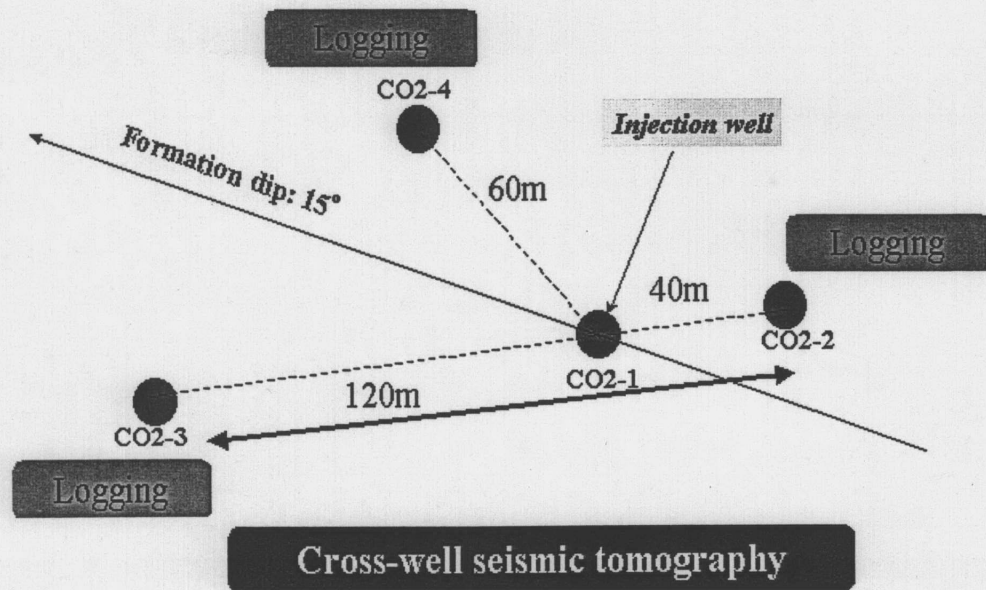 Logging
CO2-4
Injection well
Formation dip: 15°
60m
Logging
40m
CO2-2
CO2-1
120m
CO2-3
Logging
Cross-well seismic tomography